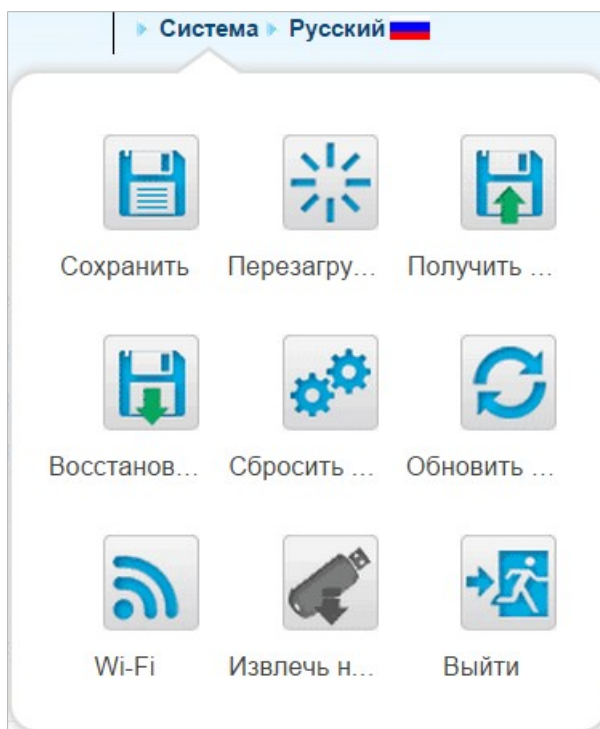 Система Русский
Сохранить Перезагру... Получить ...
Восстанов... Сбросить ... Обновить ...
Wi-Fi Извлечь н... Выйти